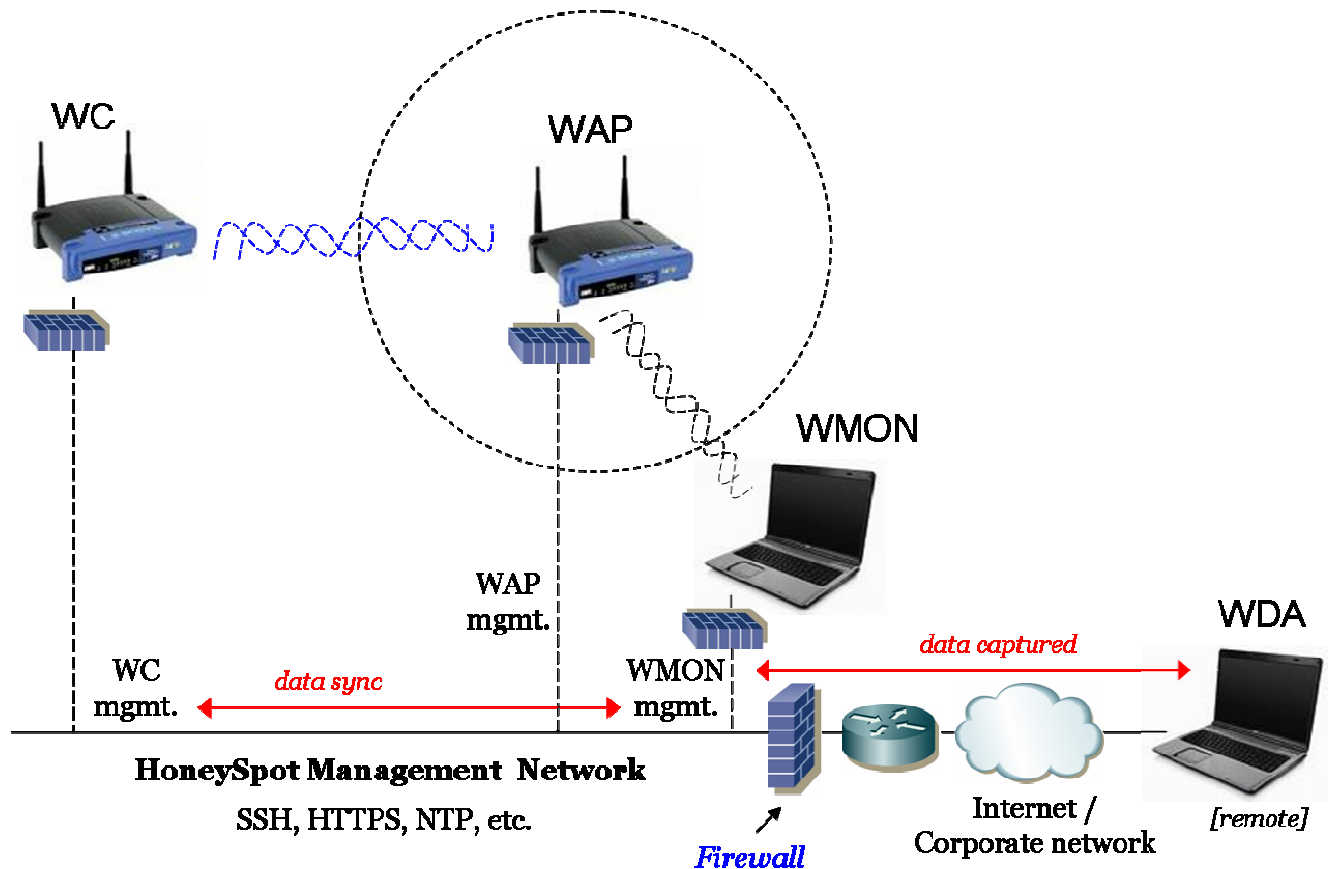 WC
WAP
WMON
WAP
mgmt.
WDA
data captured
WC
mgmt.
data sync
WMON
mgmt.
HoneySpot Management Network
SSH, HTTPS, NTP, etc.
Internet /
Corporate network
[remote]
Firewall